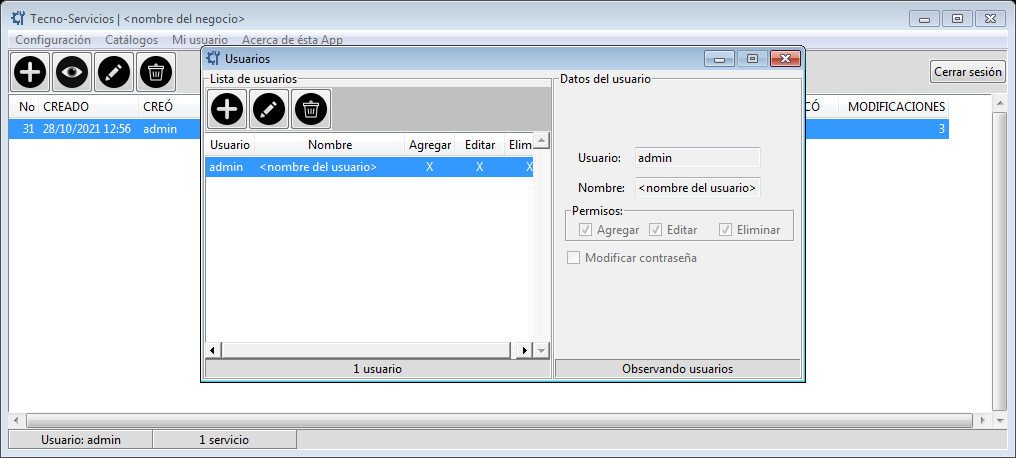 Tecno-Servicios | <nombre del negocio>
Configuración Catálogos Mi usuario Acerca de ésta App
Cerrar sesión
No CREADO CREÓ CÓ MODIFICACIONES
31 28/10/2021 12:56 admin 3
Usuarios
Lista de usuarios
Usuario Nombre Agregar Editar Elim
admin <nombre del usuario> X X X
1 usuario
Datos del usuario
Usuario: admin
Nombre: <nombre del usuario>
Permisos:
Agregar Editar Eliminar
Modificar contraseña
Observando usuarios
Usuario: admin 1 servicio